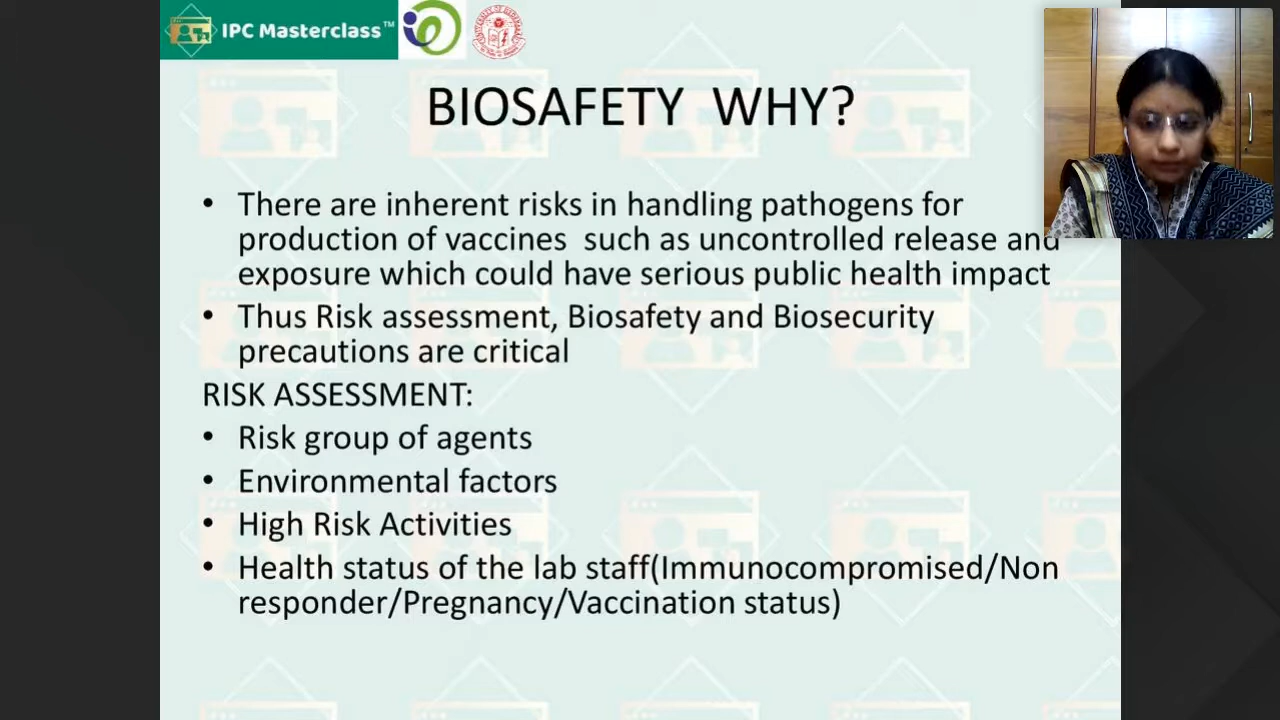 IPC Masterclass™
BIOSAFETY WHY?
• There are inherent risks in handling pathogens for
production of vaccines such as uncontrolled release and
exposure which could have serious public health impact
• Thus Risk assessment, Biosafety and Biosecurity
precautions are critical
RISK ASSESSMENT:
• Risk group of agents
• Environmental factors
• High Risk Activities
• Health status of the lab staff(Immunocompromised/Non
responder/Pregnancy/Vaccination status)